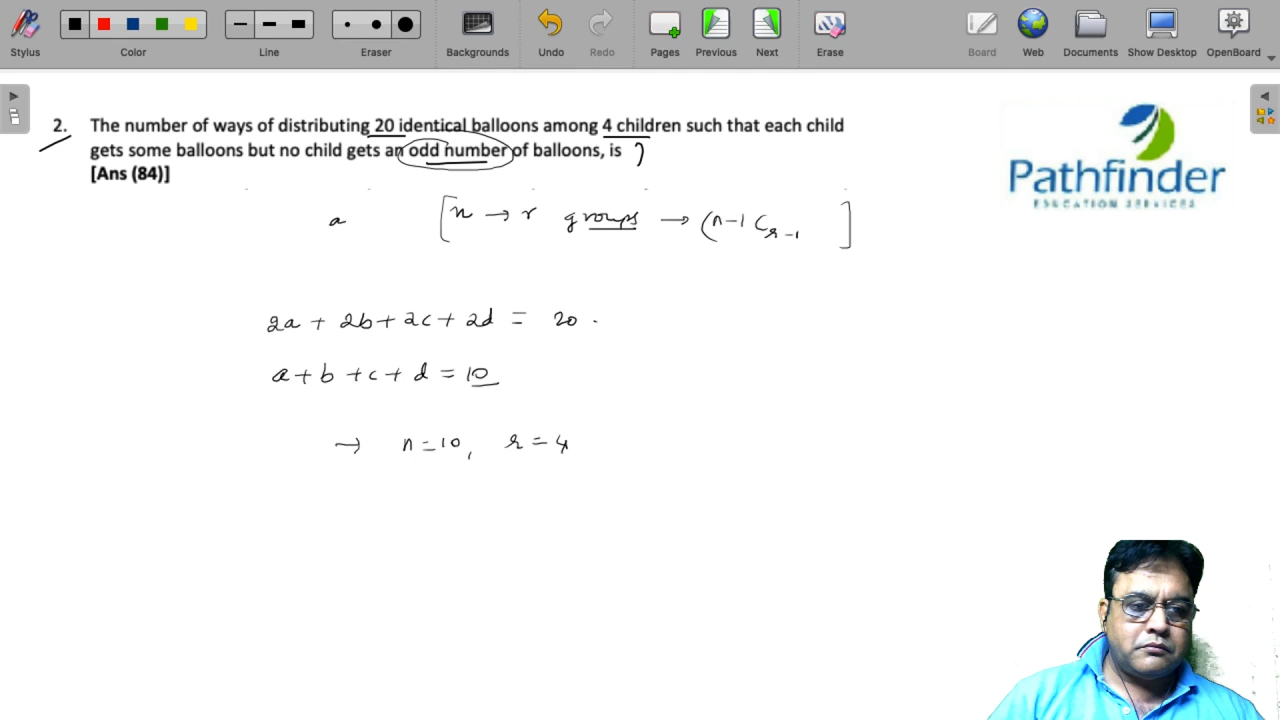 Stylus Color Line Eraser Backgrounds Undo Redo Pages Previous Next Erase Board Web Documents Show Desktop OpenBoard
2. The number of ways of distributing 20 identical balloons among 4 children such that each child
gets some balloons but no child gets an odd number of balloons, is ?
[Ans (84)]
Pathfinder
EDUCATION SERVICES
a [n → r groups → (n-1 C r-1 ]
2a + 2b + 2c + 2d = 20 .
a + b + c + d = 10
→ n = 10, r = 4